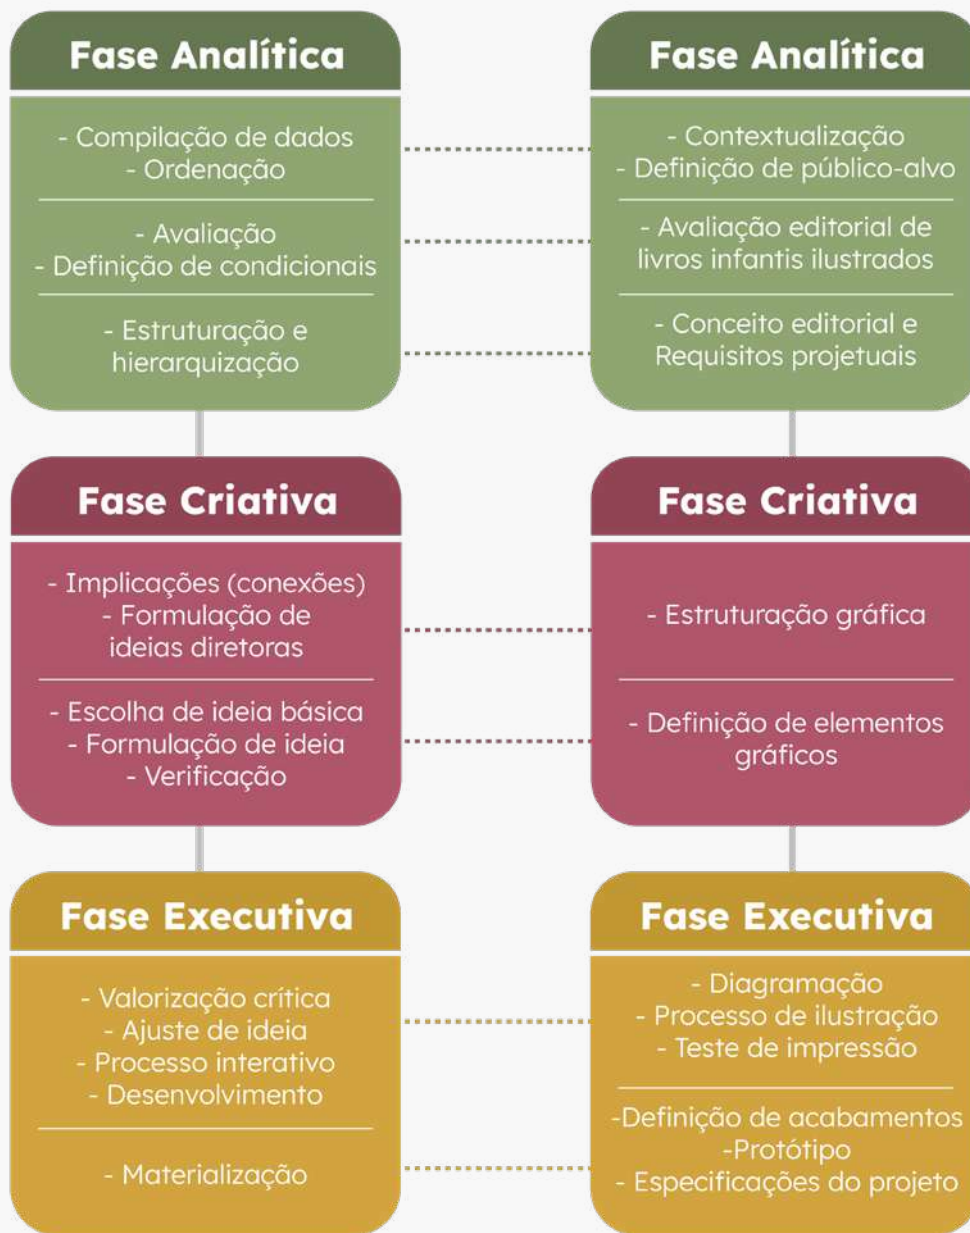 Fase Analítica
- Compilação de dados
- Ordenação
- Avaliação
- Definição de condicionais
- Estruturação e
hierarquização
Fase Analítica
- Contextualização
- Definição de público-alvo
- Avaliação editorial de
livros infantis ilustrados
- Conceito editorial e
Requisitos projetuais
Fase Criativa
- Implicações (conexões)
- Formulação de
ideias diretoras
- Escolha de ideia básica
- Formulação de ideia
- Verificação
Fase Criativa
- Estruturação gráfica
- Definição de elementos
gráficos
Fase Executiva
- Valorização crítica
- Ajuste de ideia
- Processo interativo
- Desenvolvimento
- Materialização
Fase Executiva
- Diagramação
- Processo de ilustração
- Teste de impressão
-Definição de acabamentos
-Protótipo
- Especificações do projeto